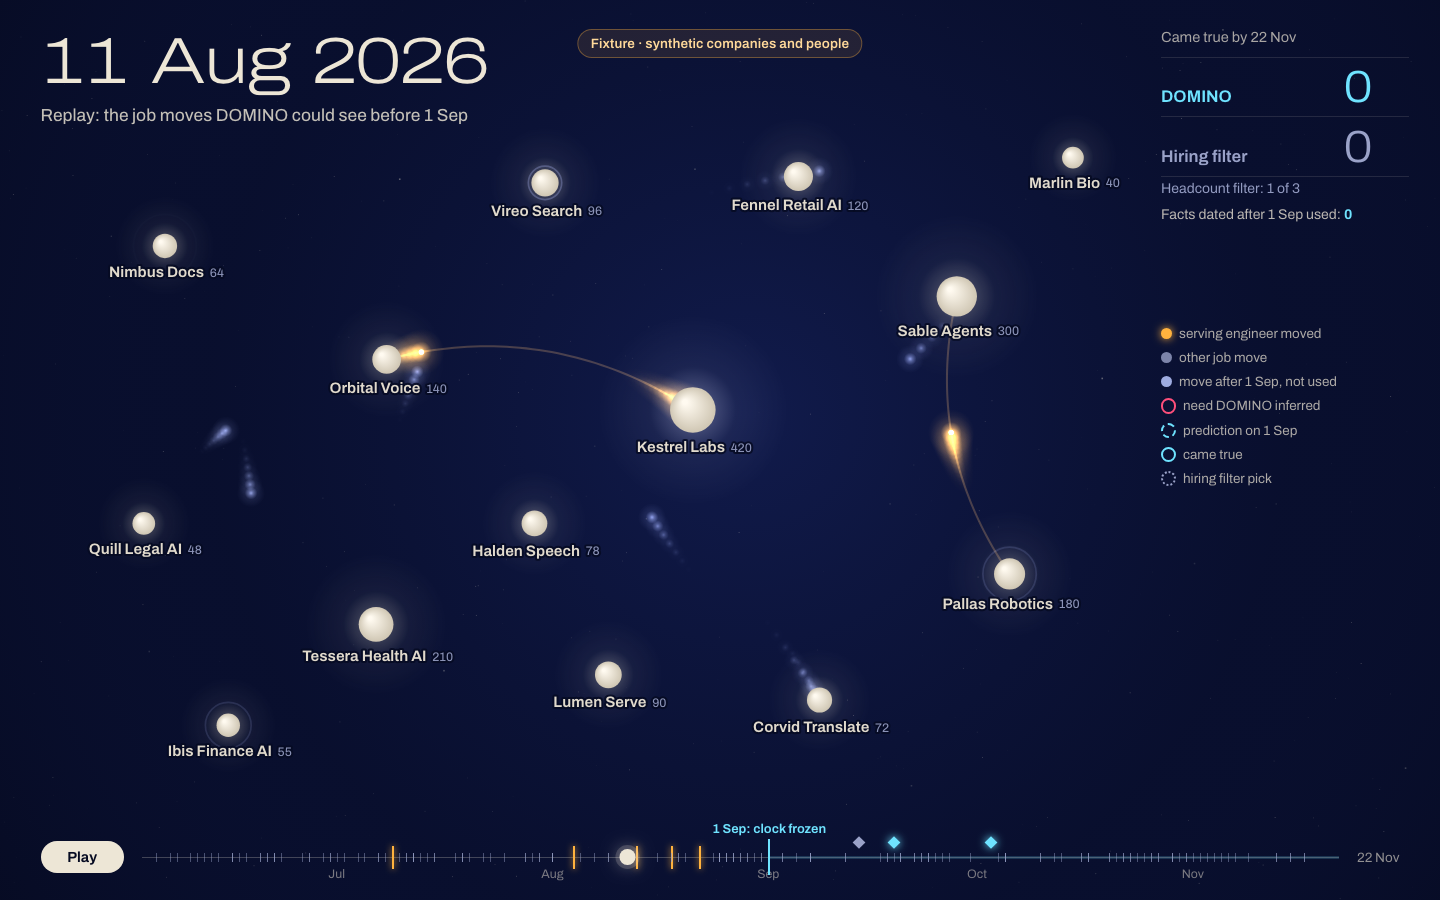 11 Aug 2026
Replay: the job moves DOMINO could see before 1 Sep
Fixture · synthetic companies and people
Came true by 22 Nov
DOMINO 0
Hiring filter 0
Headcount filter: 1 of 3
Facts dated after 1 Sep used: 0
Marlin Bio 40
Vireo Search 96
Fennel Retail AI 120
Nimbus Docs 64
Sable Agents 300
serving engineer moved
other job move
move after 1 Sep, not used
need DOMINO inferred
prediction on 1 Sep
came true
hiring filter pick
Orbital Voice 140
Kestrel Labs 420
Quill Legal AI 48
Halden Speech 78
Pallas Robotics 180
Tessera Health AI 210
Lumen Serve 90
Corvid Translate 72
Ibis Finance AI 55
1 Sep: clock frozen
Play
22 Nov
Jul Aug Sep Oct Nov